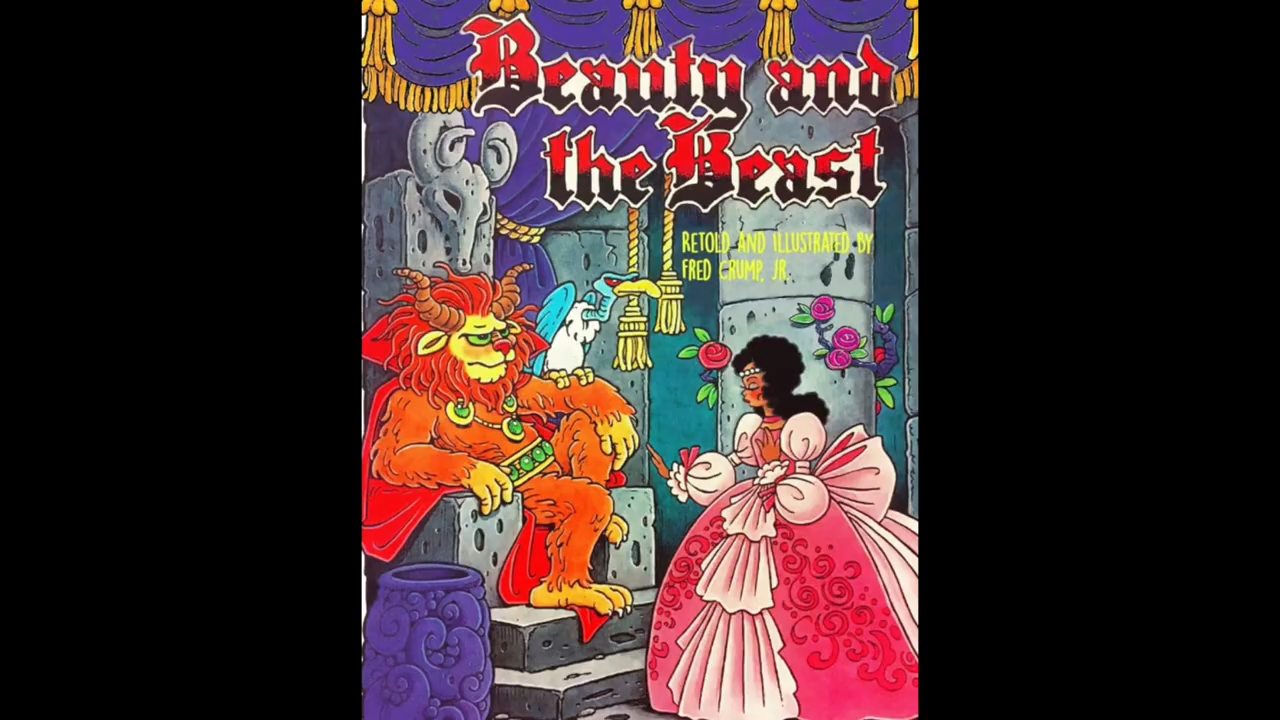 Beauty and
the Beast
RETOLD AND ILLUSTRATED BY
FRED CRUMP, JR.